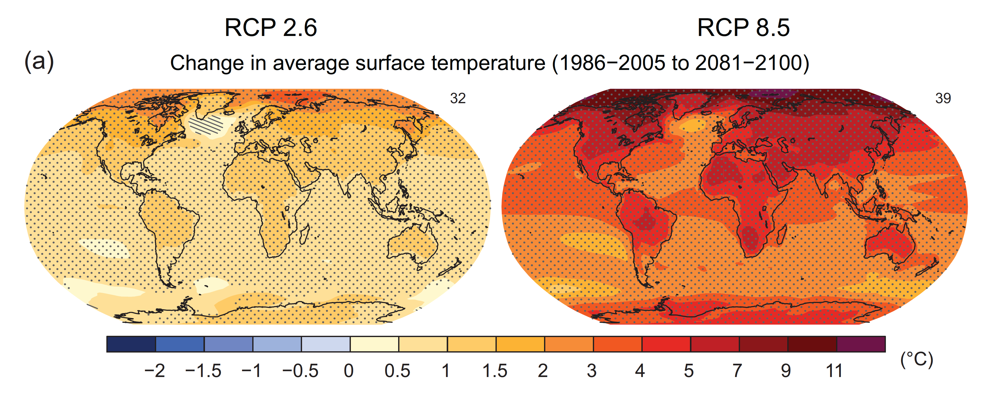 RCP 2.6 RCP 8.5
(a) Change in average surface temperature (1986−2005 to 2081−2100)
32 39
−2 −1.5 −1 −0.5 0 0.5 1 1.5 2 3 4 5 7 9 11 (°C)